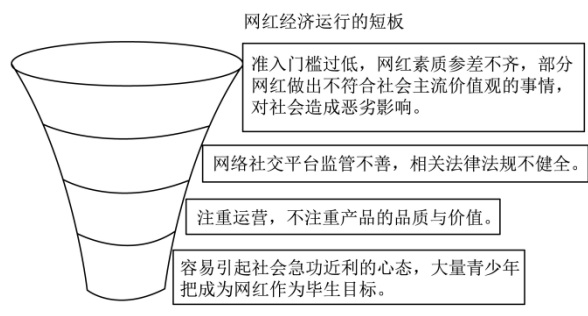 网红经济运行的短板
准入门槛过低，网红素质参差不齐，部分
网红做出不符合社会主流价值观的事情，
对社会造成恶劣影响。
网络社交平台监管不善，相关法律法规不健全。
注重运营，不注重产品的品质与价值。
容易引起社会急功近利的心态，大量青少年
把成为网红作为毕生目标。